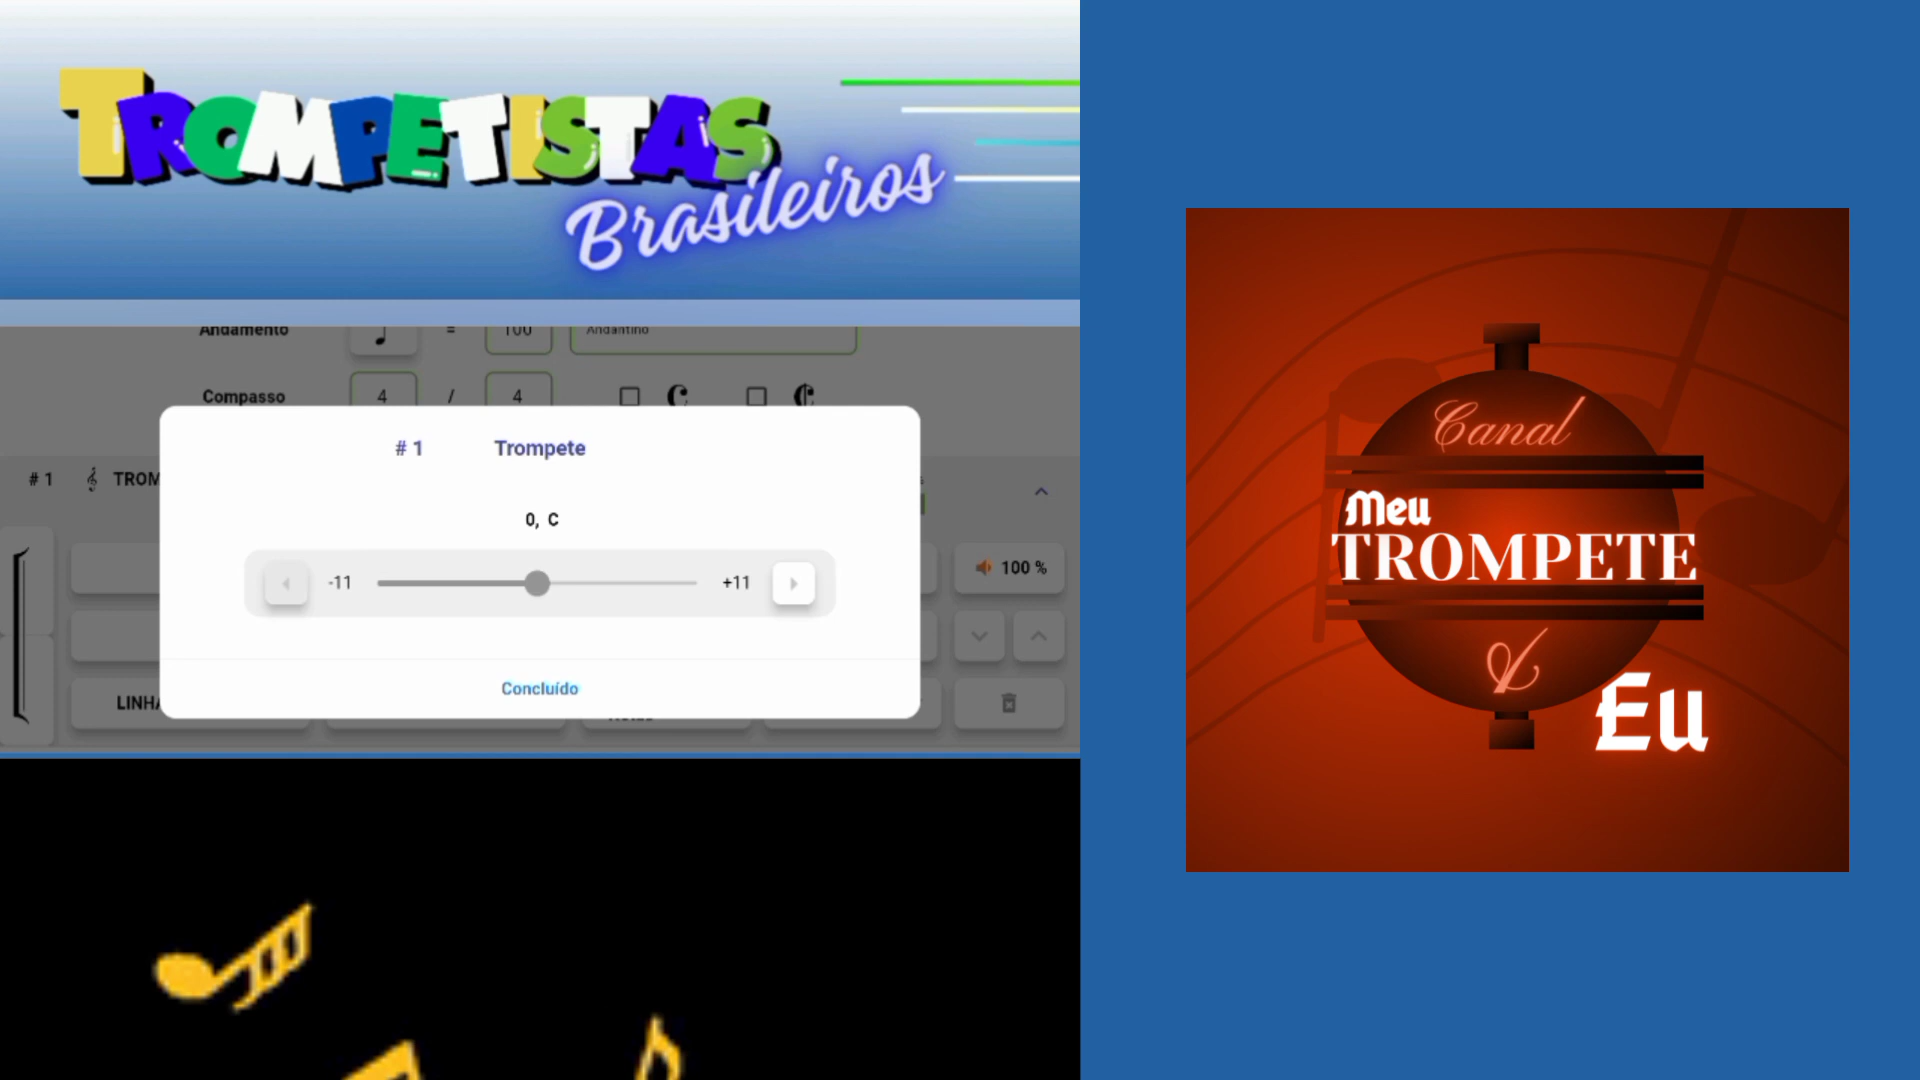 TROMPETISTAS
Brasileiros
Andamento = 100 Andantino
Compasso 4 / 4
# 1 Trompete
# 1 TROM
0, C
-11 +11
100 %
LINHA
Concluído
Canal
Meu
TROMPETE
&
Eu